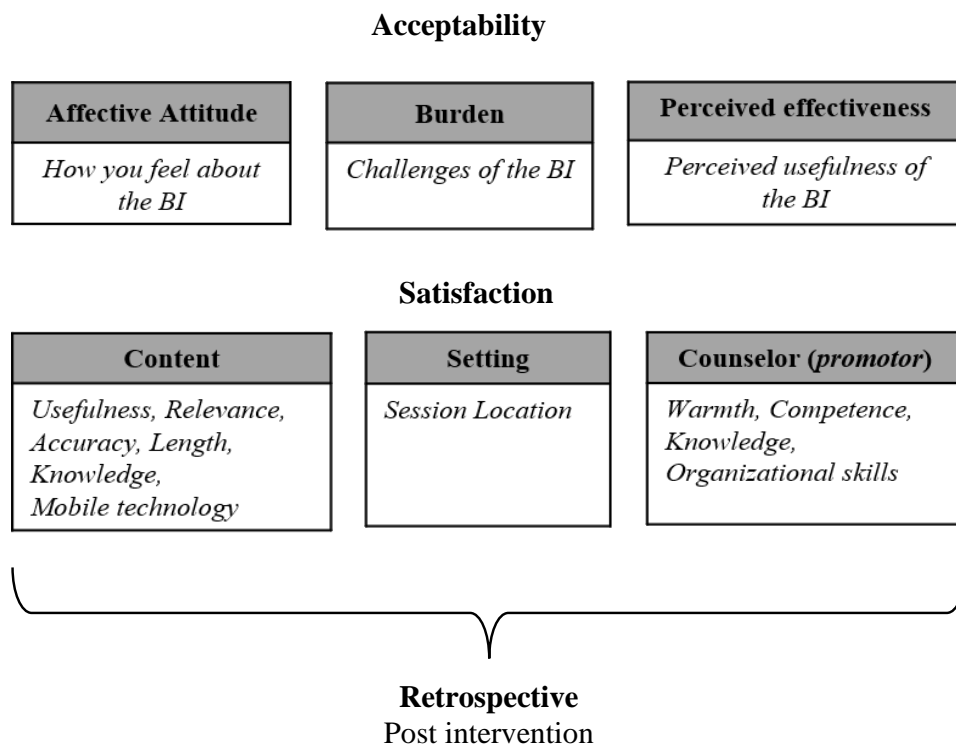 Acceptability
Affective Attitude
How you feel about
the BI
Burden
Challenges of the BI
Perceived effectiveness
Perceived usefulness of
the BI
Satisfaction
Content
Usefulness, Relevance,
Accuracy, Length,
Knowledge,
Mobile technology
Setting
Session Location
Counselor (promotor)
Warmth, Competence,
Knowledge,
Organizational skills
Retrospective
Post intervention